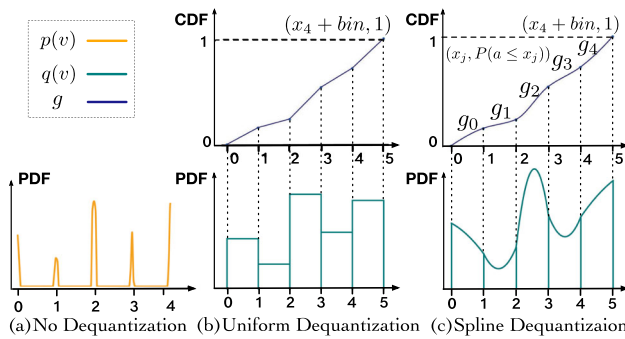 p(v)
q(v)
g
CDF
(x₄ + bin, 1)
1
0
0 1 2 3 4 5
CDF
(x₄ + bin, 1)
1
(xⱼ, P(a ≤ xⱼ))
g₀ g₁ g₂ g₃ g₄
0
0 1 2 3 4 5
PDF
0 1 2 3 4
(a)No Dequantization
PDF
0 1 2 3 4 5
(b)Uniform Dequantization
PDF
0 1 2 3 4 5
(c)Spline Dequantizaion